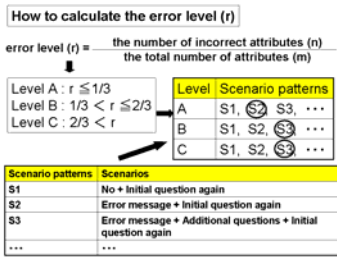 How to calculate the error level (r)
error level (r) = the number of incorrect attributes (n)
the total number of attributes (m)
Level A : r ≦1/3
Level B : 1/3 < r ≦2/3
Level C : 2/3 < r
Level Scenario patterns
A S1, S2, S3, ⋯
B S1, S2, S3, ⋯
C S1, S2, S3, ⋯
Scenario patterns Scenarios
S1 No + Initial question again
S2 Error message + Initial question again
S3 Error message + Additional questions + Initial
question again
⋯ ⋯